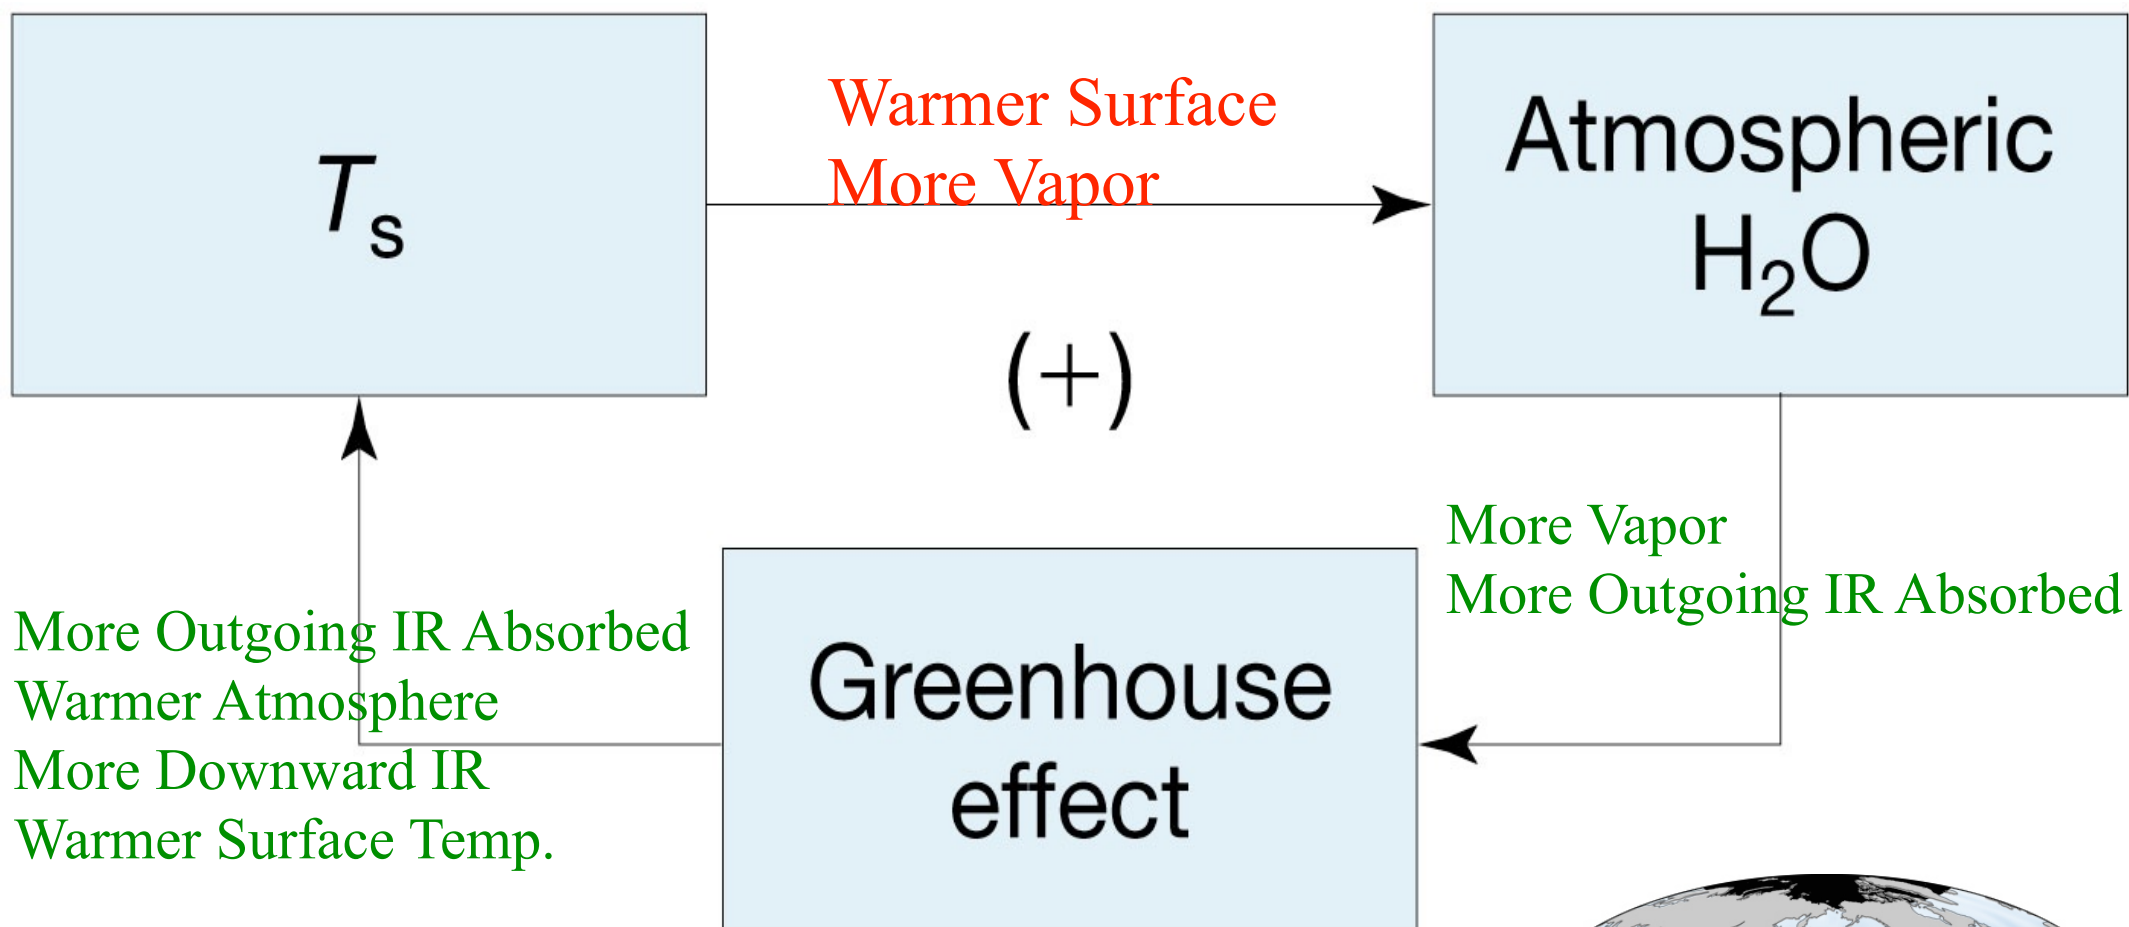 T_s
Warmer Surface
More Vapor
Atmospheric
H₂O
(+)
More Vapor
More Outgoing IR Absorbed
More Outgoing IR Absorbed
Warmer Atmosphere
More Downward IR
Warmer Surface Temp.
Greenhouse
effect